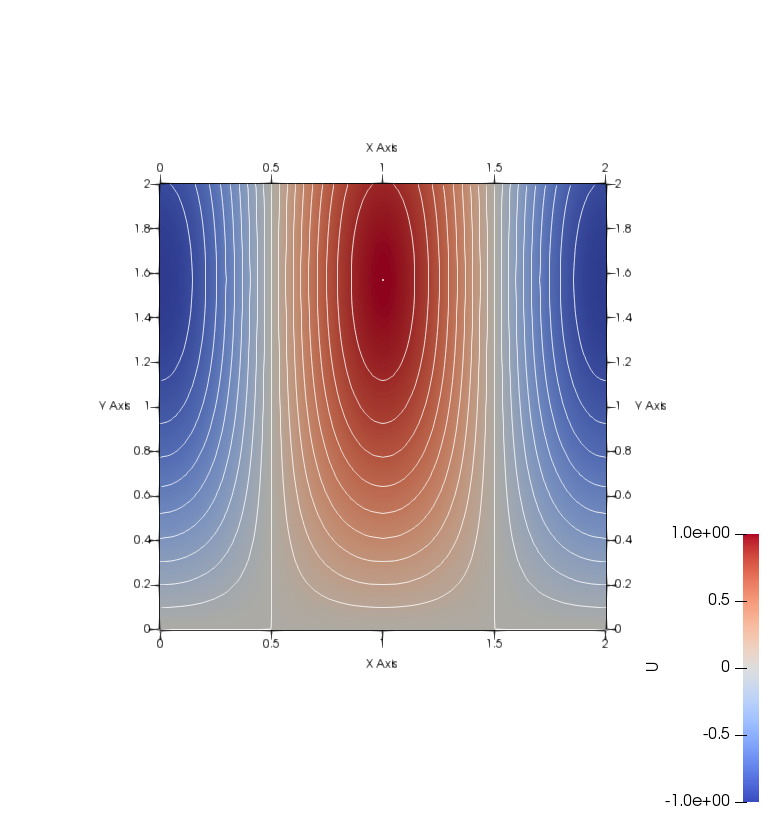 X Axis
0 0.5 1 1.5 2
2 2
1.8 1.8
1.6 1.6
1.4 1.4
1.2 1.2
Y Axis 1 1 Y Axis
0.8 0.8
0.6 0.6
0.4 0.4
0.2 0.2
0 0
0 0.5 1 1.5 2
X Axis
1.0e+00
0.5
0
-0.5
-1.0e+00
U